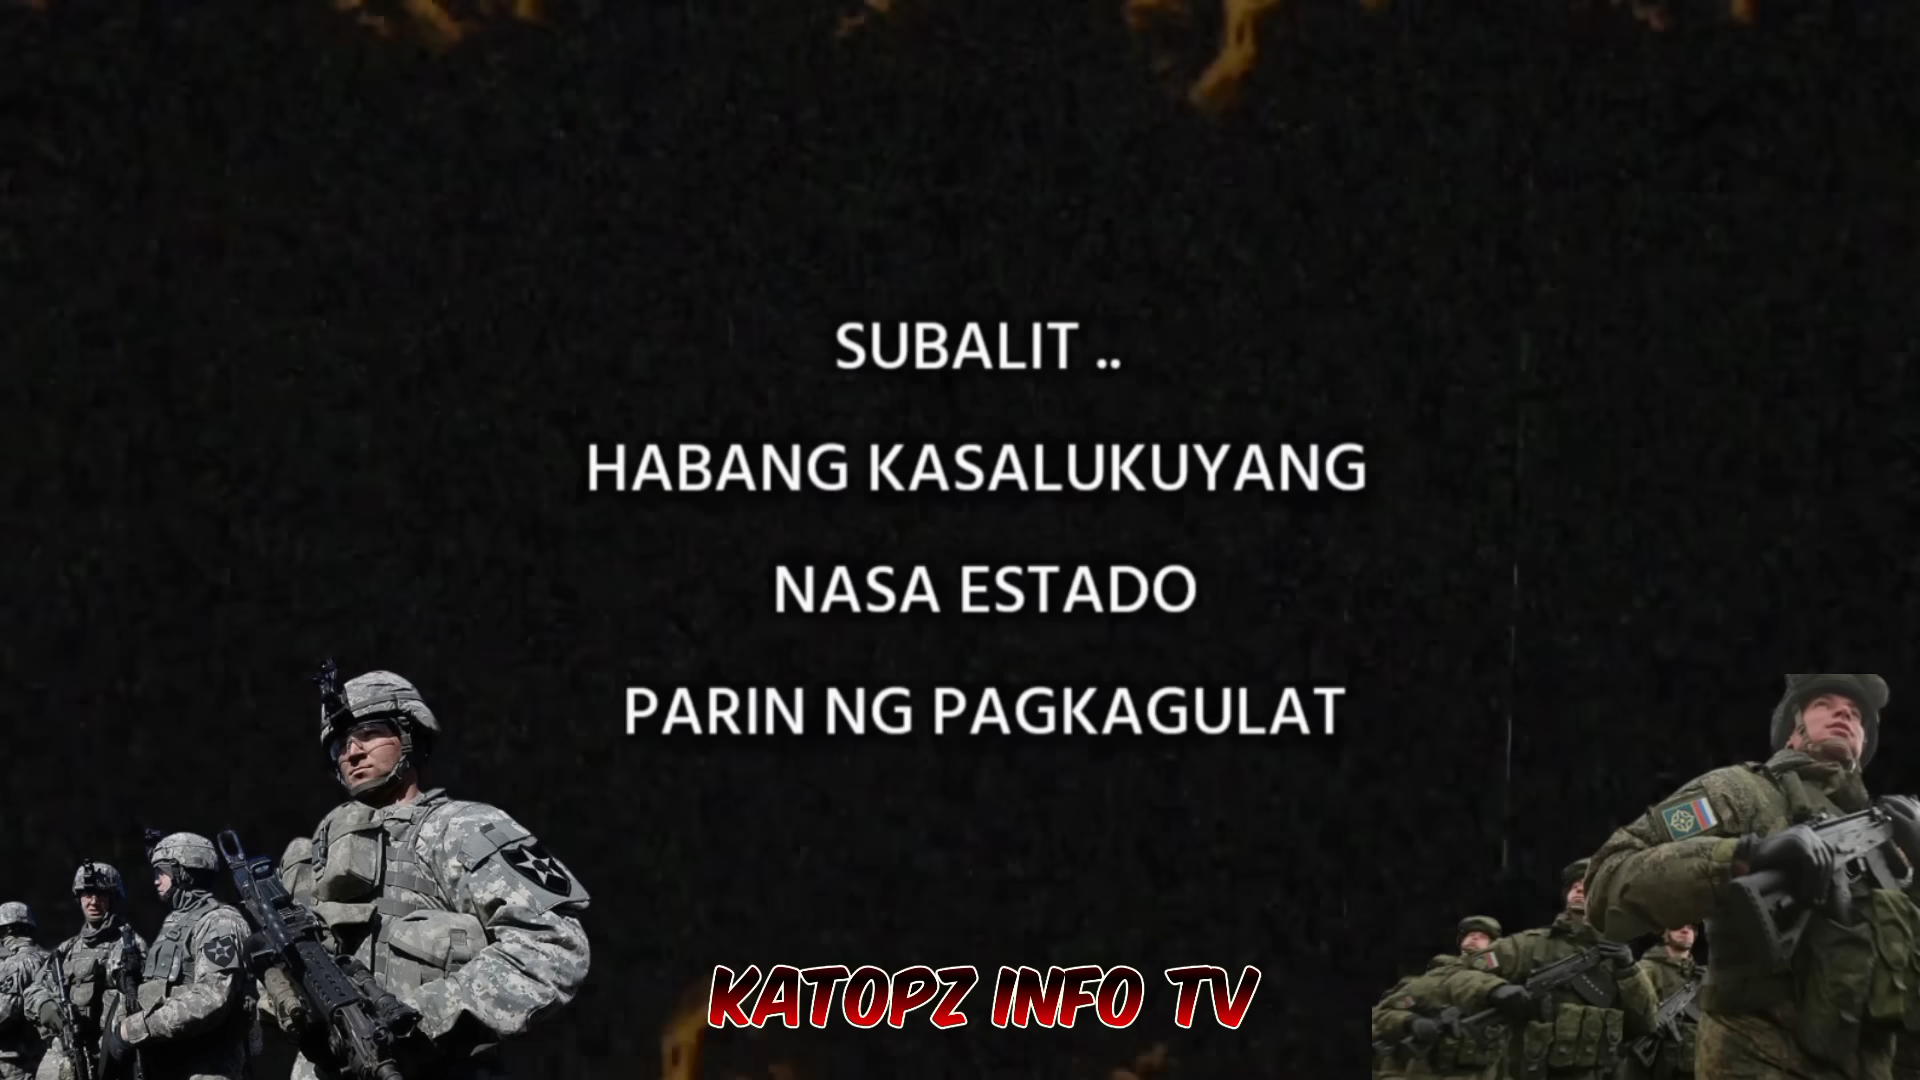 SUBALIT ..
HABANG KASALUKUYANG
NASA ESTADO
PARIN NG PAGKAGULAT
KATOPZ INFO TV